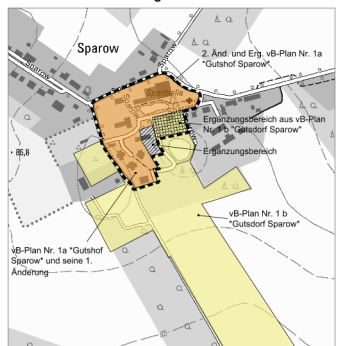 Sparow
Sparow
Sparow
Sparow
2. Änd. und Erg. vB-Plan Nr. 1a
"Gutshof Sparow"
Sporthalle
Ergänzungsbereich aus vB-Plan
Nr. 1 b "Gutsdorf Sparow"
Ergänzungsbereich
86,8
vB-Plan Nr. 1 b
"Gutsdorf Sparow"
vB-Plan Nr. 1a "Gutshof
Sparow" und seine 1.
Änderung